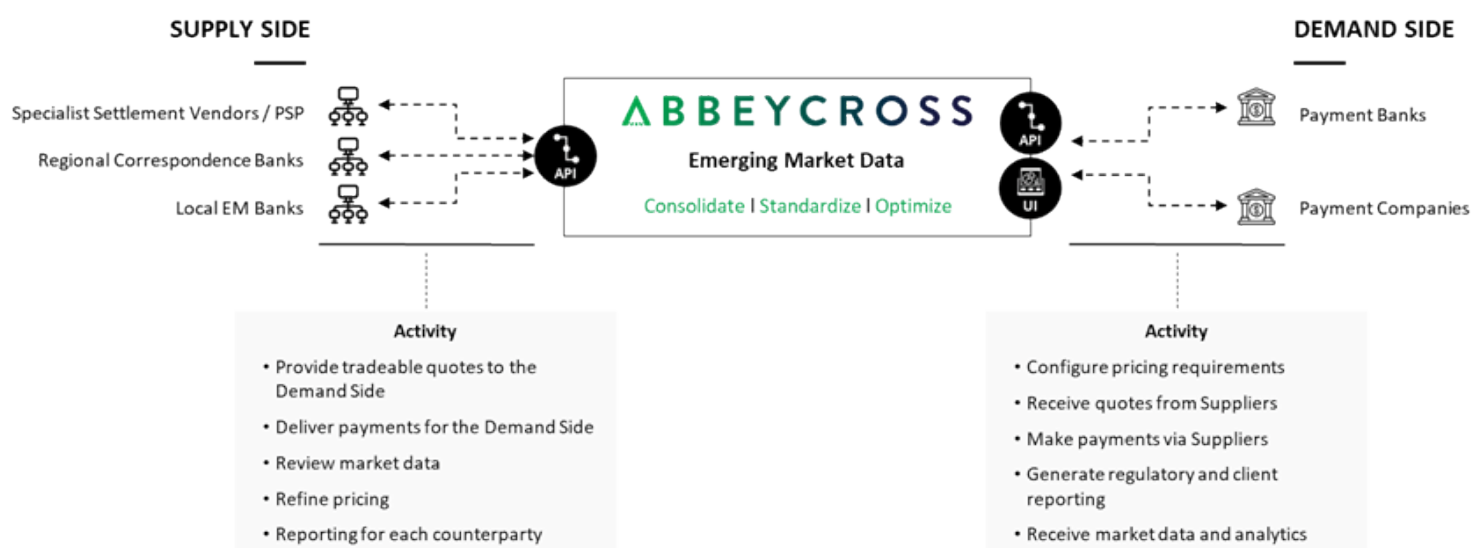 SUPPLY SIDE
Specialist Settlement Vendors / PSP
Regional Correspondence Banks
Local EM Banks
API
ABBEYCROSS
Emerging Market Data
Consolidate | Standardize | Optimize
API
UI
DEMAND SIDE
Payment Banks
Payment Companies
Activity
• Provide tradeable quotes to the
Demand Side
• Deliver payments for the Demand Side
• Review market data
• Refine pricing
• Reporting for each counterparty
Activity
• Configure pricing requirements
• Receive quotes from Suppliers
• Make payments via Suppliers
• Generate regulatory and client
reporting
• Receive market data and analytics